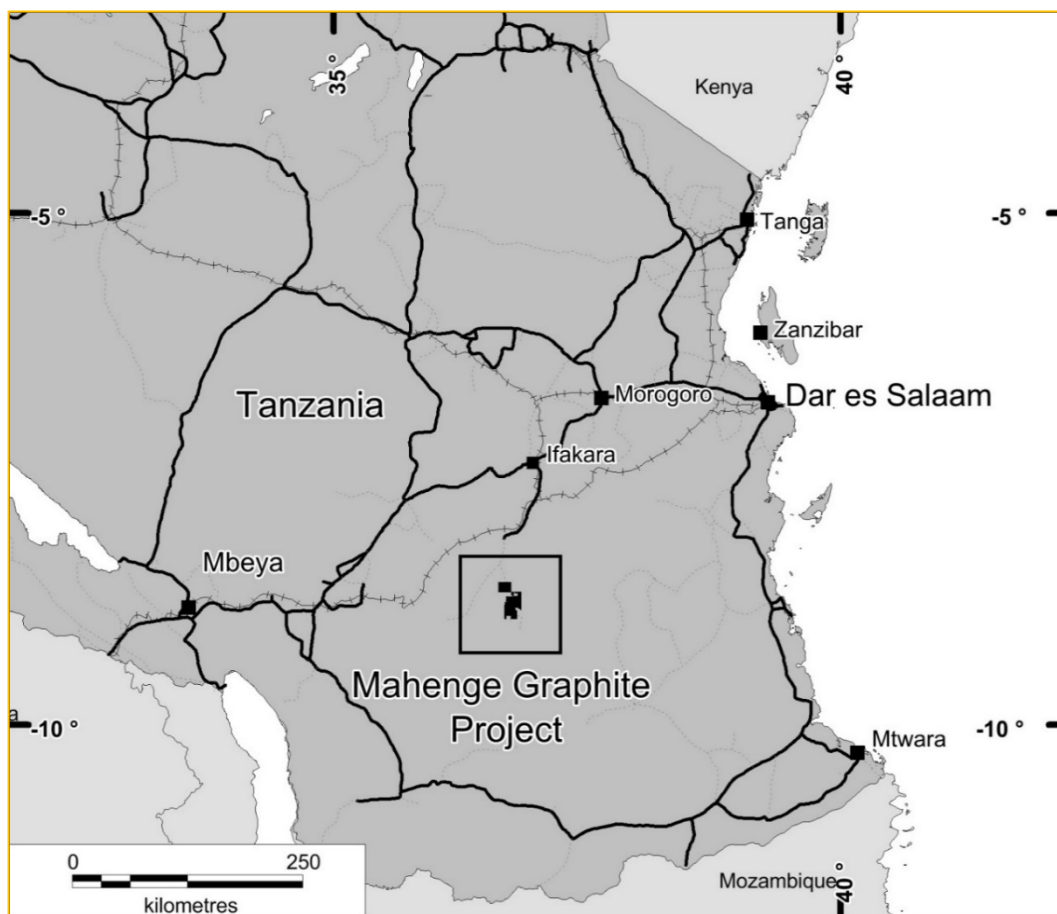 35 °
40 °
Kenya
-5 °
-5 °
Tanga
Zanzibar
Tanzania
Morogoro
Dar es Salaam
Ifakara
Mbeya
Mahenge Graphite
Project
a
-10 °
-10 °
Mtwara
0
250
kilometres
Mozambique
40 °